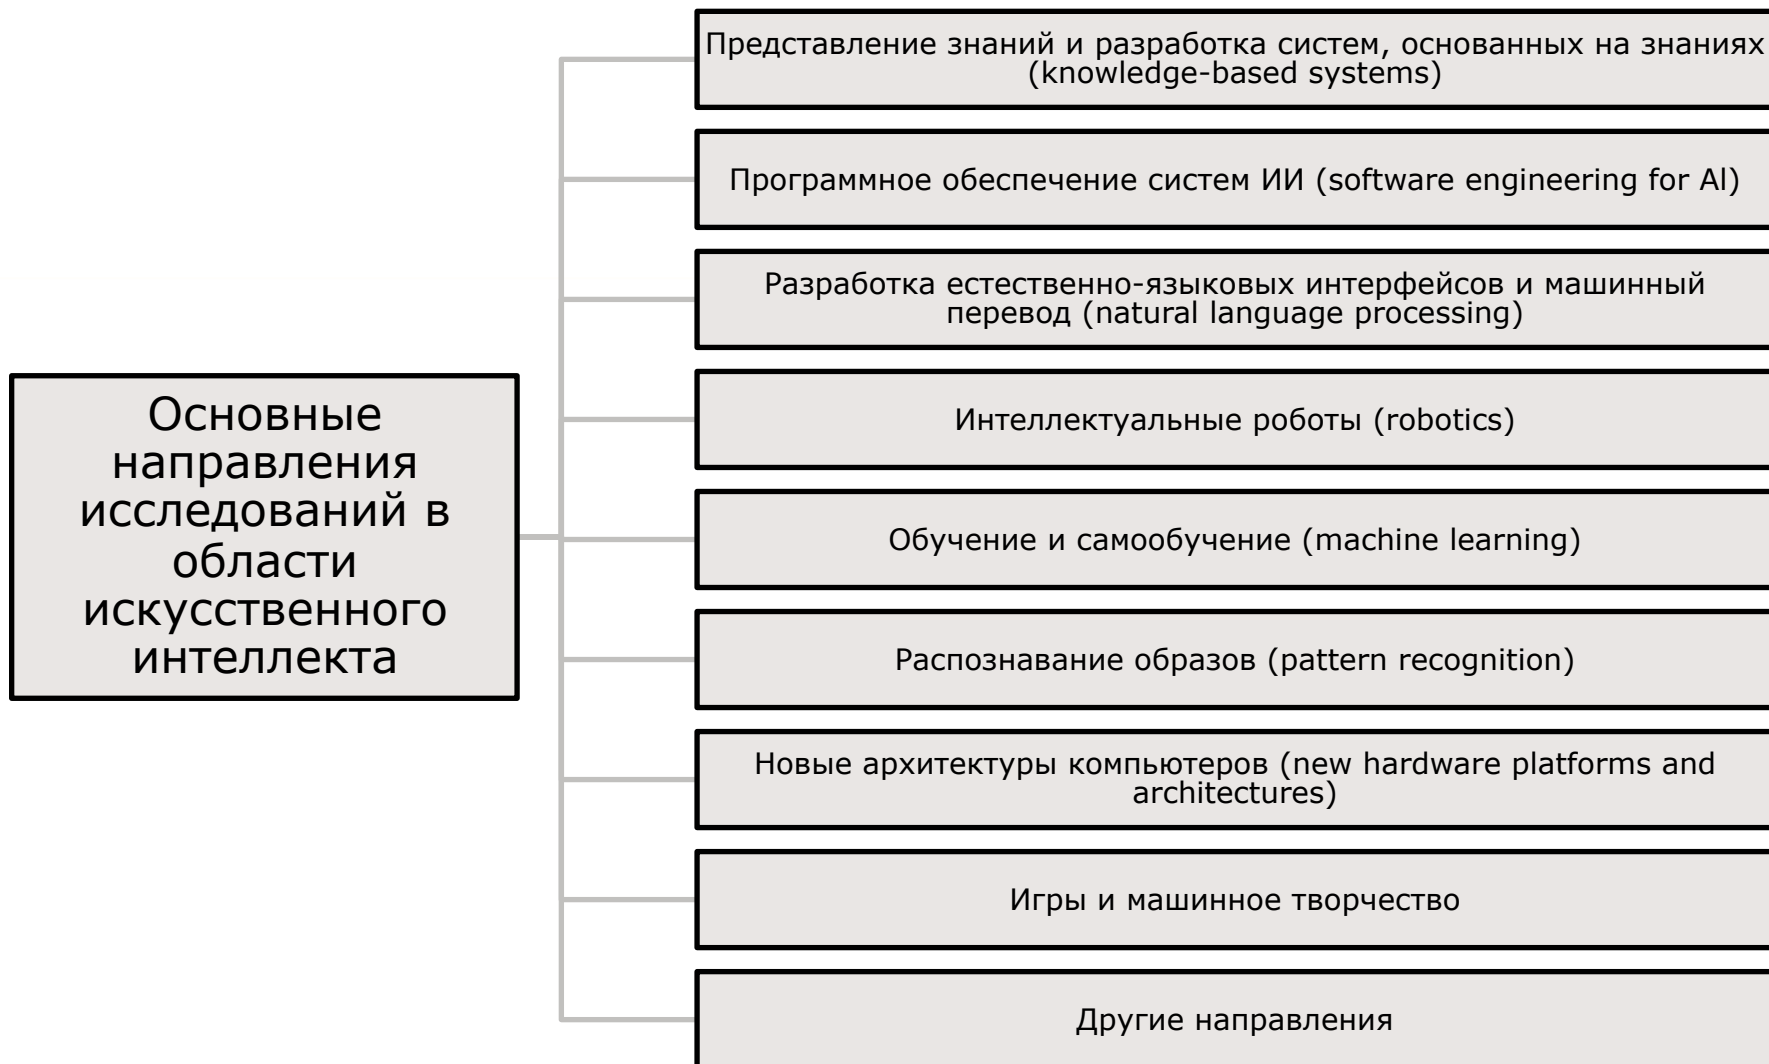 Основные
направления
исследований в
области
искусственного
интеллекта
Представление знаний и разработка систем, основанных на знаниях
(knowledge-based systems)
Программное обеспечение систем ИИ (software engineering for Al)
Разработка естественно-языковых интерфейсов и машинный
перевод (natural language processing)
Интеллектуальные роботы (robotics)
Обучение и самообучение (machine learning)
Распознавание образов (pattern recognition)
Новые архитектуры компьютеров (new hardware platforms and
architectures)
Игры и машинное творчество
Другие направления